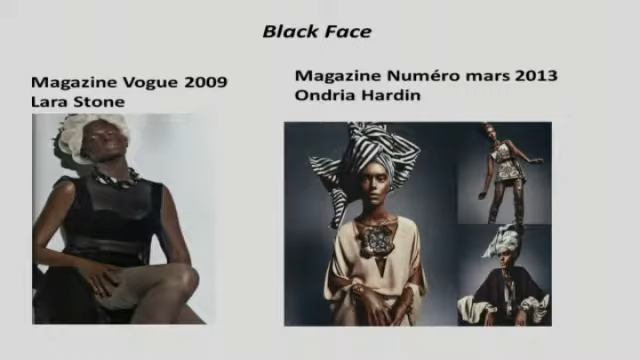 Black Face
Magazine Vogue 2009
Lara Stone
Magazine Numéro mars 2013
Ondria Hardin